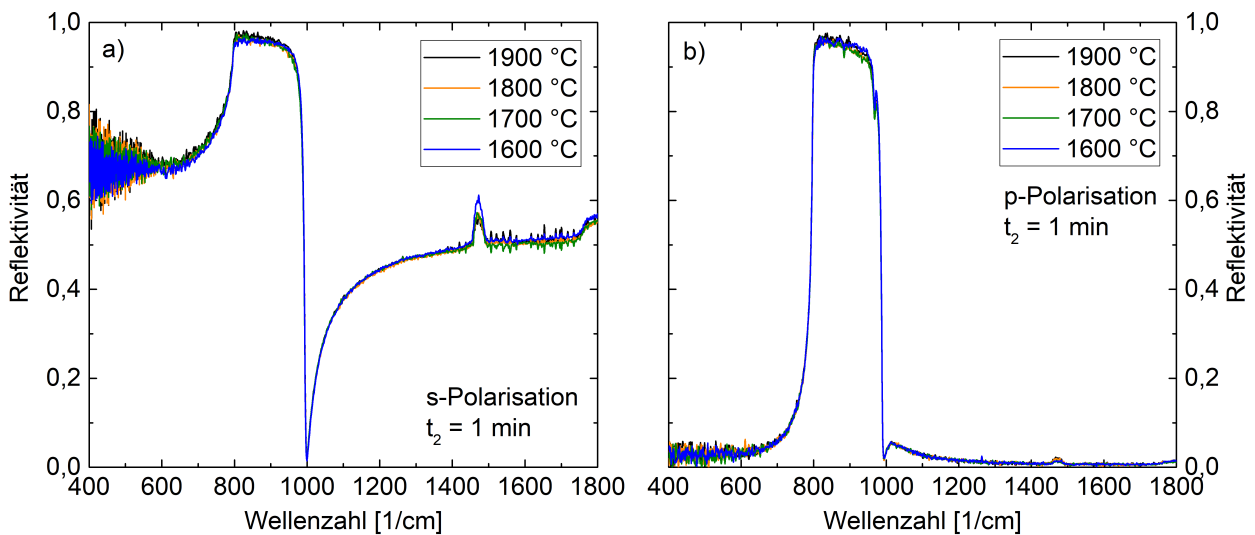 a)
1900 °C
1800 °C
1700 °C
1600 °C
s-Polarisation
t₂ = 1 min
Reflektivität
1,0
0,8
0,6
0,4
0,2
0,0
400 600 800 1000 1200 1400 1600 1800
Wellenzahl [1/cm]
b)
1900 °C
1800 °C
1700 °C
1600 °C
p-Polarisation
t₂ = 1 min
1,0
0,8
0,6
0,4
0,2
0,0
Reflektivität
400 600 800 1000 1200 1400 1600 1800
Wellenzahl [1/cm]